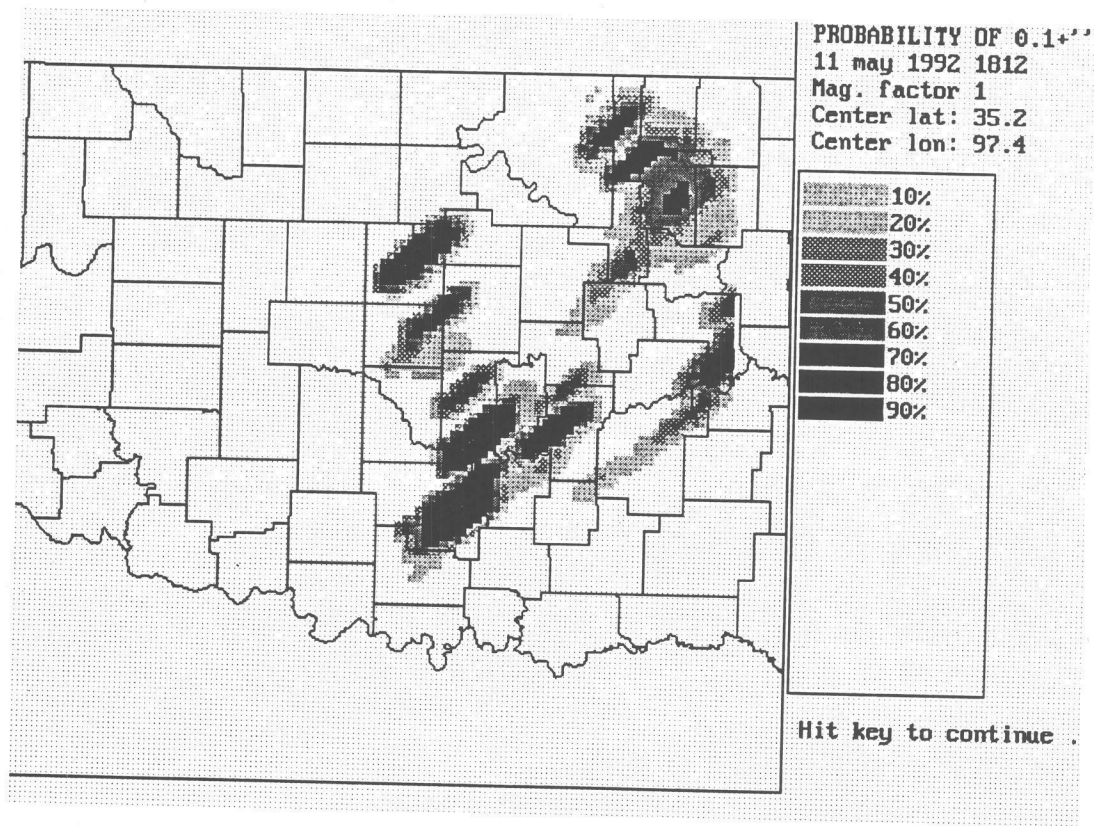 PROBABILITY OF 0.1+''
11 may 1992 1812
Mag. factor 1
Center lat: 35.2
Center lon: 97.4
10%
20%
30%
40%
50%
60%
70%
80%
90%
Hit key to continue .